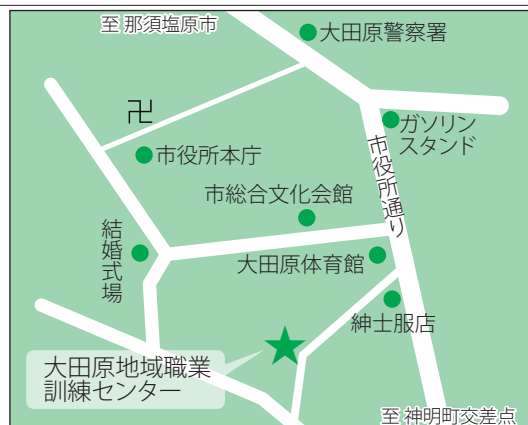 至 那須塩原市
大田原警察署
卍
ガソリン
スタンド
市役所本庁
市役所通り
市総合文化会館
結婚式場
大田原体育館
紳士服店
大田原地域職業
訓練センター
至 神明町交差点